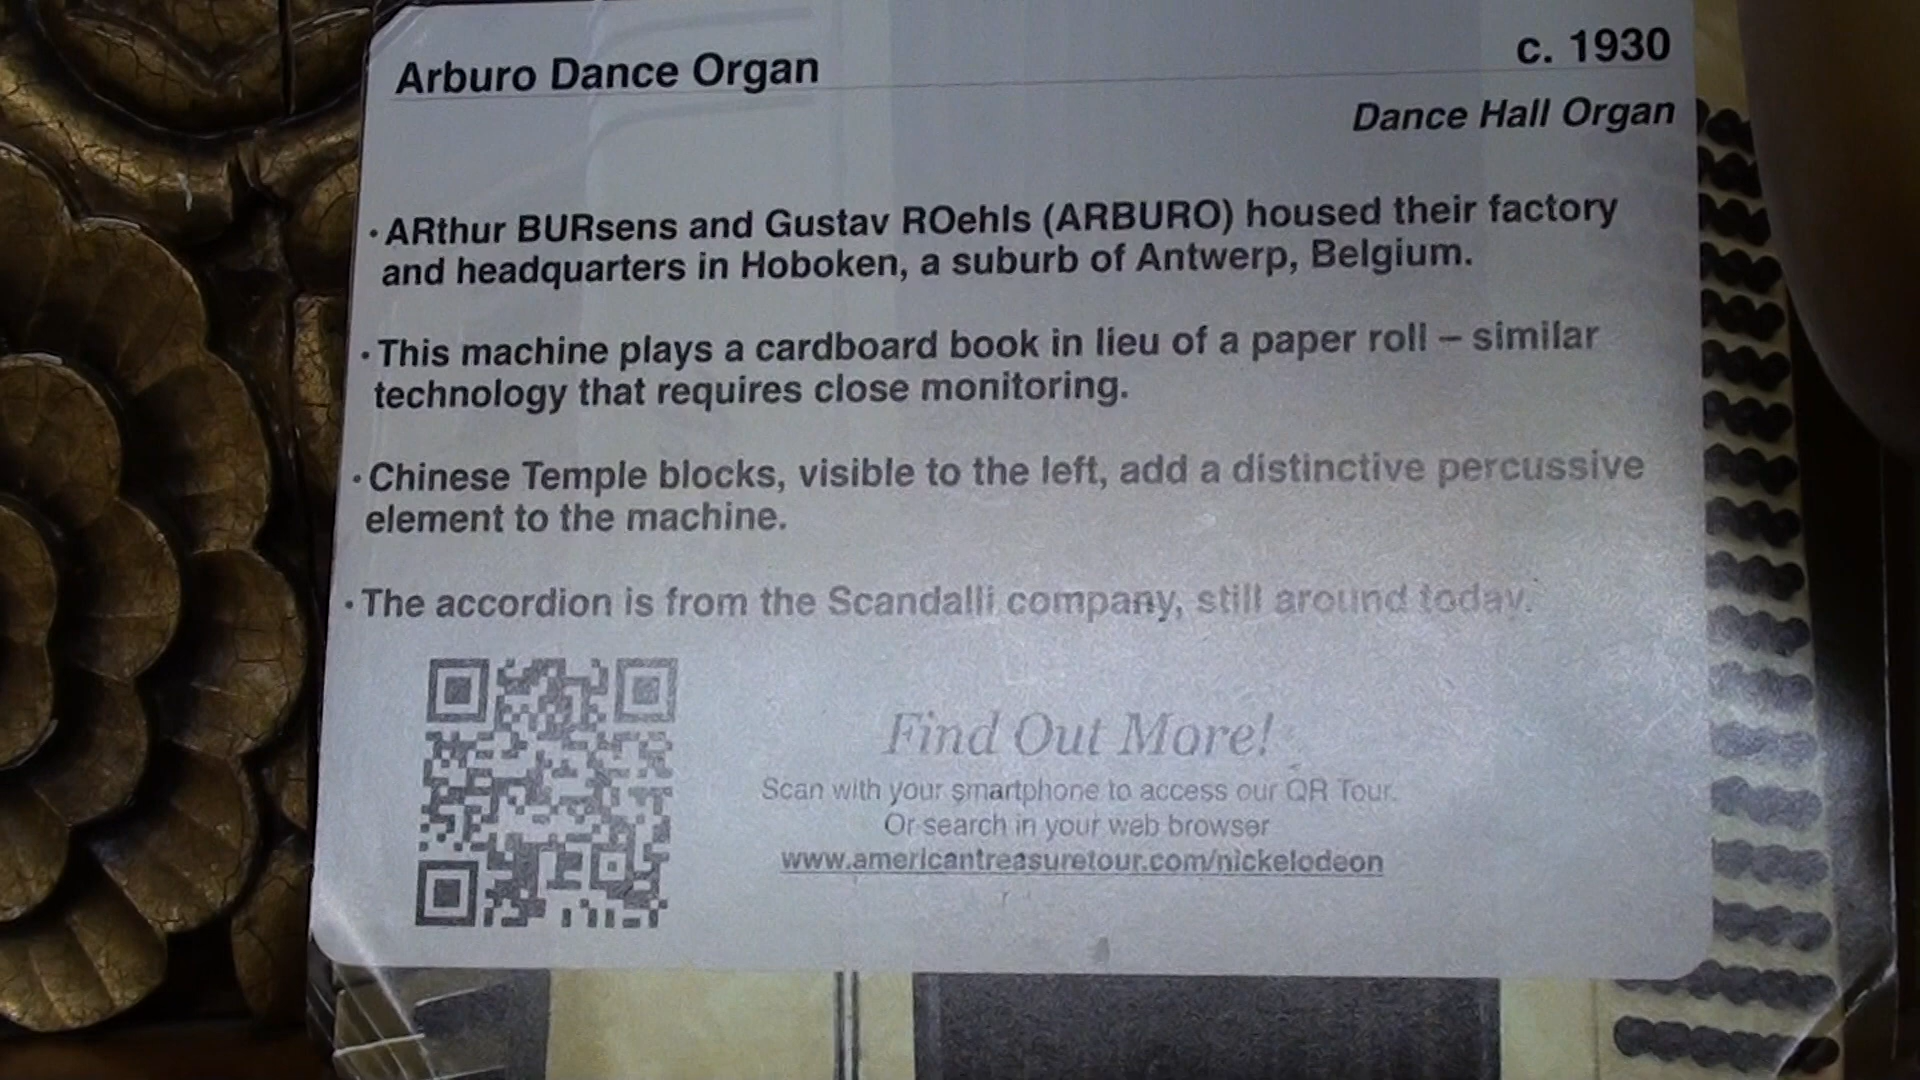 Arburo Dance Organ
c. 1930
Dance Hall Organ
• ARthur BURsens and Gustav ROehls (ARBURO) housed their factory
and headquarters in Hoboken, a suburb of Antwerp, Belgium.
• This machine plays a cardboard book in lieu of a paper roll – similar
technology that requires close monitoring.
• Chinese Temple blocks, visible to the left, add a distinctive percussive
element to the machine.
• The accordion is from the Scandalli company, still around today.
Find Out More!
Scan with your smartphone to access our QR Tour.
Or search in your web browser
www.americantreasuretour.com/nickelodeon